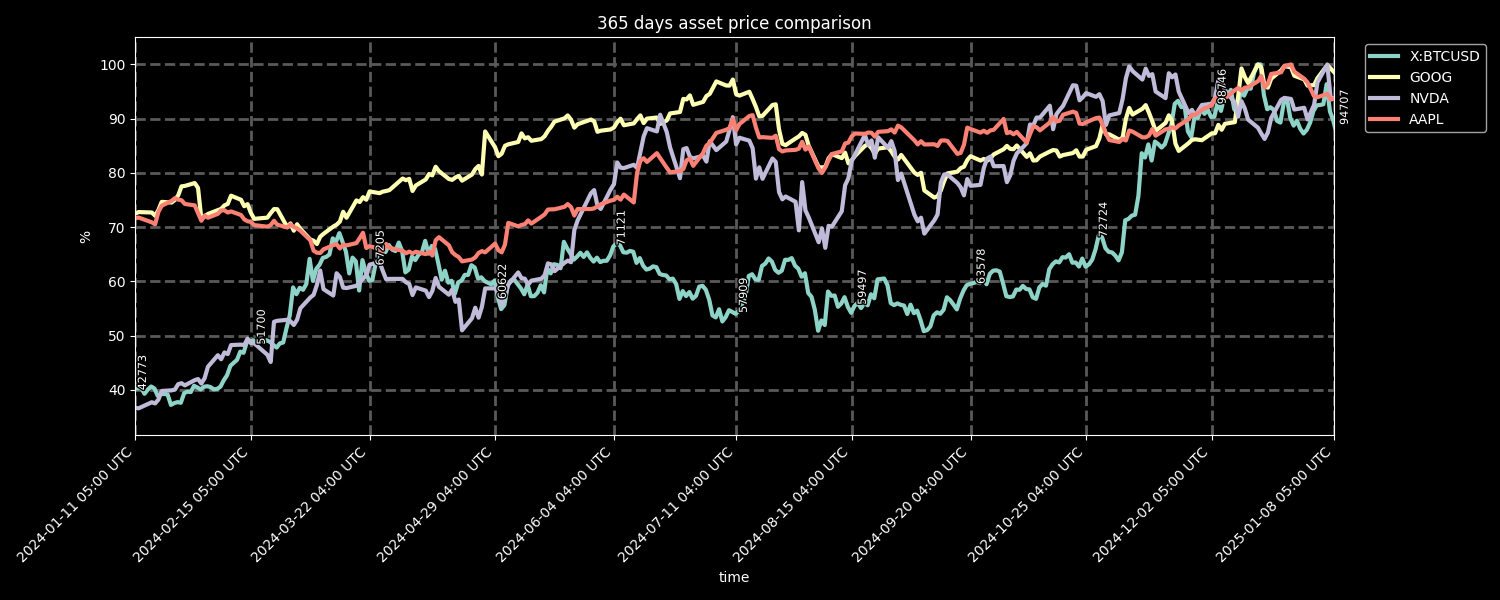 365 days asset price comparison
X:BTCUSD
GOOG
NVDA
AAPL
%
100
90
80
70
60
50
40
42773
51700
67205
60622
71121
57909
59497
63578
72724
98746
94707
2024-01-11 05:00 UTC
2024-02-15 05:00 UTC
2024-03-22 04:00 UTC
2024-04-29 04:00 UTC
2024-06-04 04:00 UTC
2024-07-11 04:00 UTC
2024-08-15 04:00 UTC
2024-09-20 04:00 UTC
2024-10-25 04:00 UTC
2024-12-02 05:00 UTC
2025-01-08 05:00 UTC
time